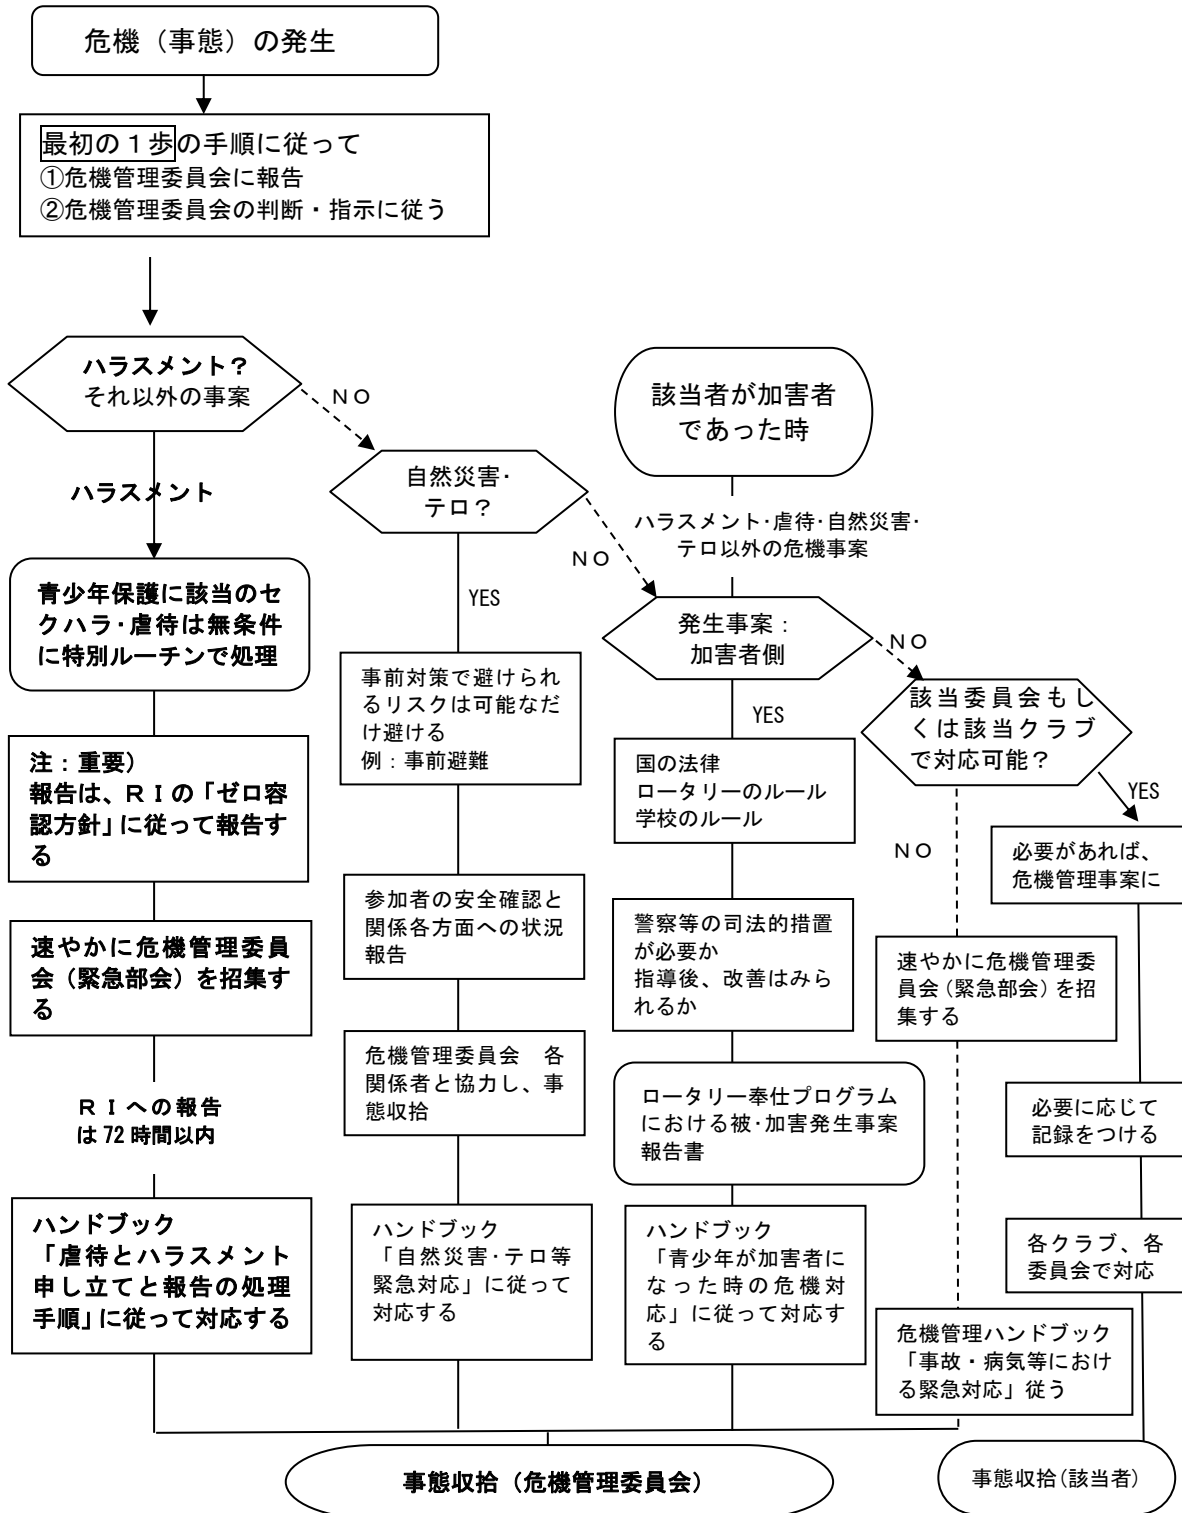 危機（事態）の発生
最初の１歩の手順に従って
①危機管理委員会に報告
②危機管理委員会の判断・指示に従う
ハラスメント？
それ以外の事案
ＮＯ
ハラスメント
青少年保護に該当のセ
クハラ・虐待は無条件
に特別ルーチンで処理
注：重要）
報告は、ＲＩの「ゼロ容
認方針」に従って報告す
る
速やかに危機管理委員
会（緊急部会）を招集す
る
ＲＩへの報告
は72時間以内
ハンドブック
「虐待とハラスメント
申し立てと報告の処理
手順」に従って対応する
自然災害・
テロ？
ＮＯ
YES
事前対策で避けられ
るリスクは可能なだ
け避ける
例：事前避難
参加者の安全確認と
関係各方面への状況
報告
危機管理委員会　各
関係者と協力し、事
態収拾
ハンドブック
「自然災害・テロ等
緊急対応」に従って
対応する
該当者が加害者
であった時
ハラスメント・虐待・自然災害・
テロ以外の危機事案
発生事案：
加害者側
ＮＯ
YES
国の法律
ロータリーのルール
学校のルール
警察等の司法的措置
が必要か
指導後、改善はみら
れるか
ロータリー奉仕プログラム
における被・加害発生事案
報告書
ハンドブック
「青少年が加害者に
なった時の危機対
応」に従って対応す
る
該当委員会もし
くは該当クラブ
で対応可能？
YES
ＮＯ
速やかに危機管理委
員会（緊急部会）を招
集する
危機管理ハンドブック
「事故・病気等におけ
る緊急対応」従う
必要があれば、
危機管理事案に
必要に応じて
記録をつける
各クラブ、各
委員会で対応
事態収拾（危機管理委員会）
事態収拾（該当者）